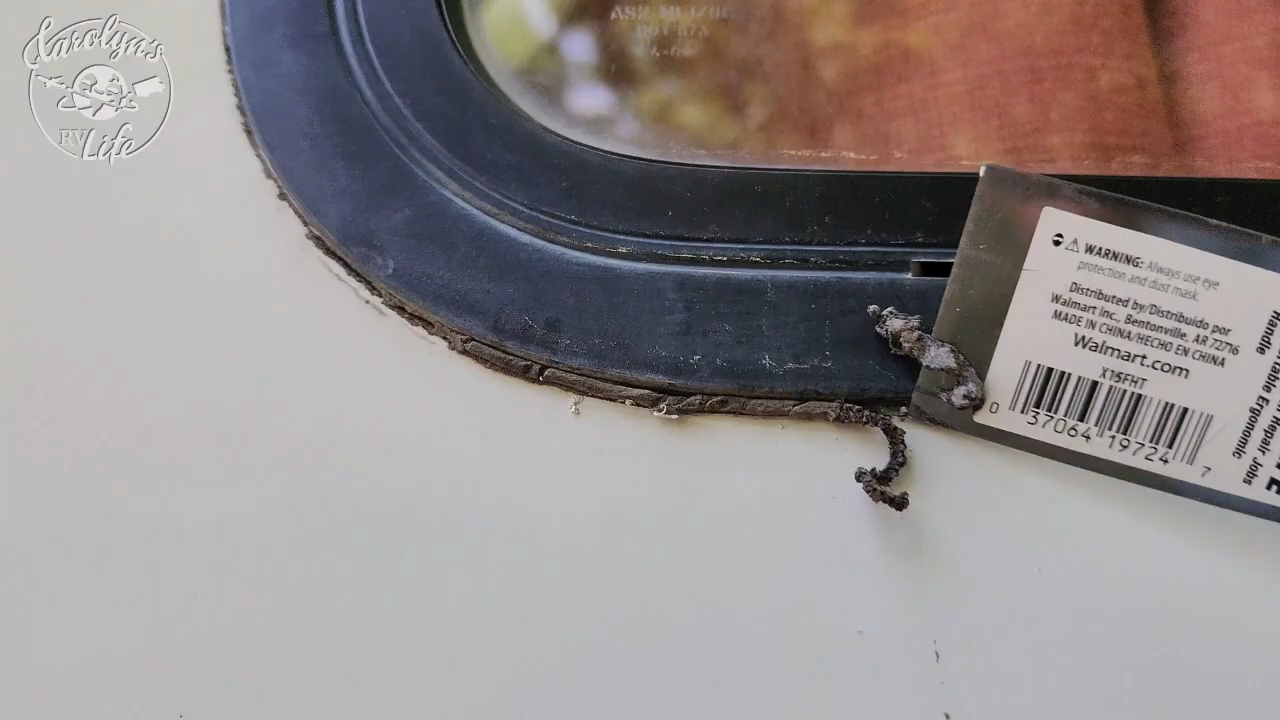 Carolyn's
RV Life
WARNING: Always use eye
protection and dust mask.
Distributed by/Distribuido por
Walmart Inc., Bentonville, AR 72716
MADE IN CHINA/HECHO EN CHINA
Walmart.com
X15FHT
0 37064 19724 7
Handle
Ergonomic
Repair Jobs